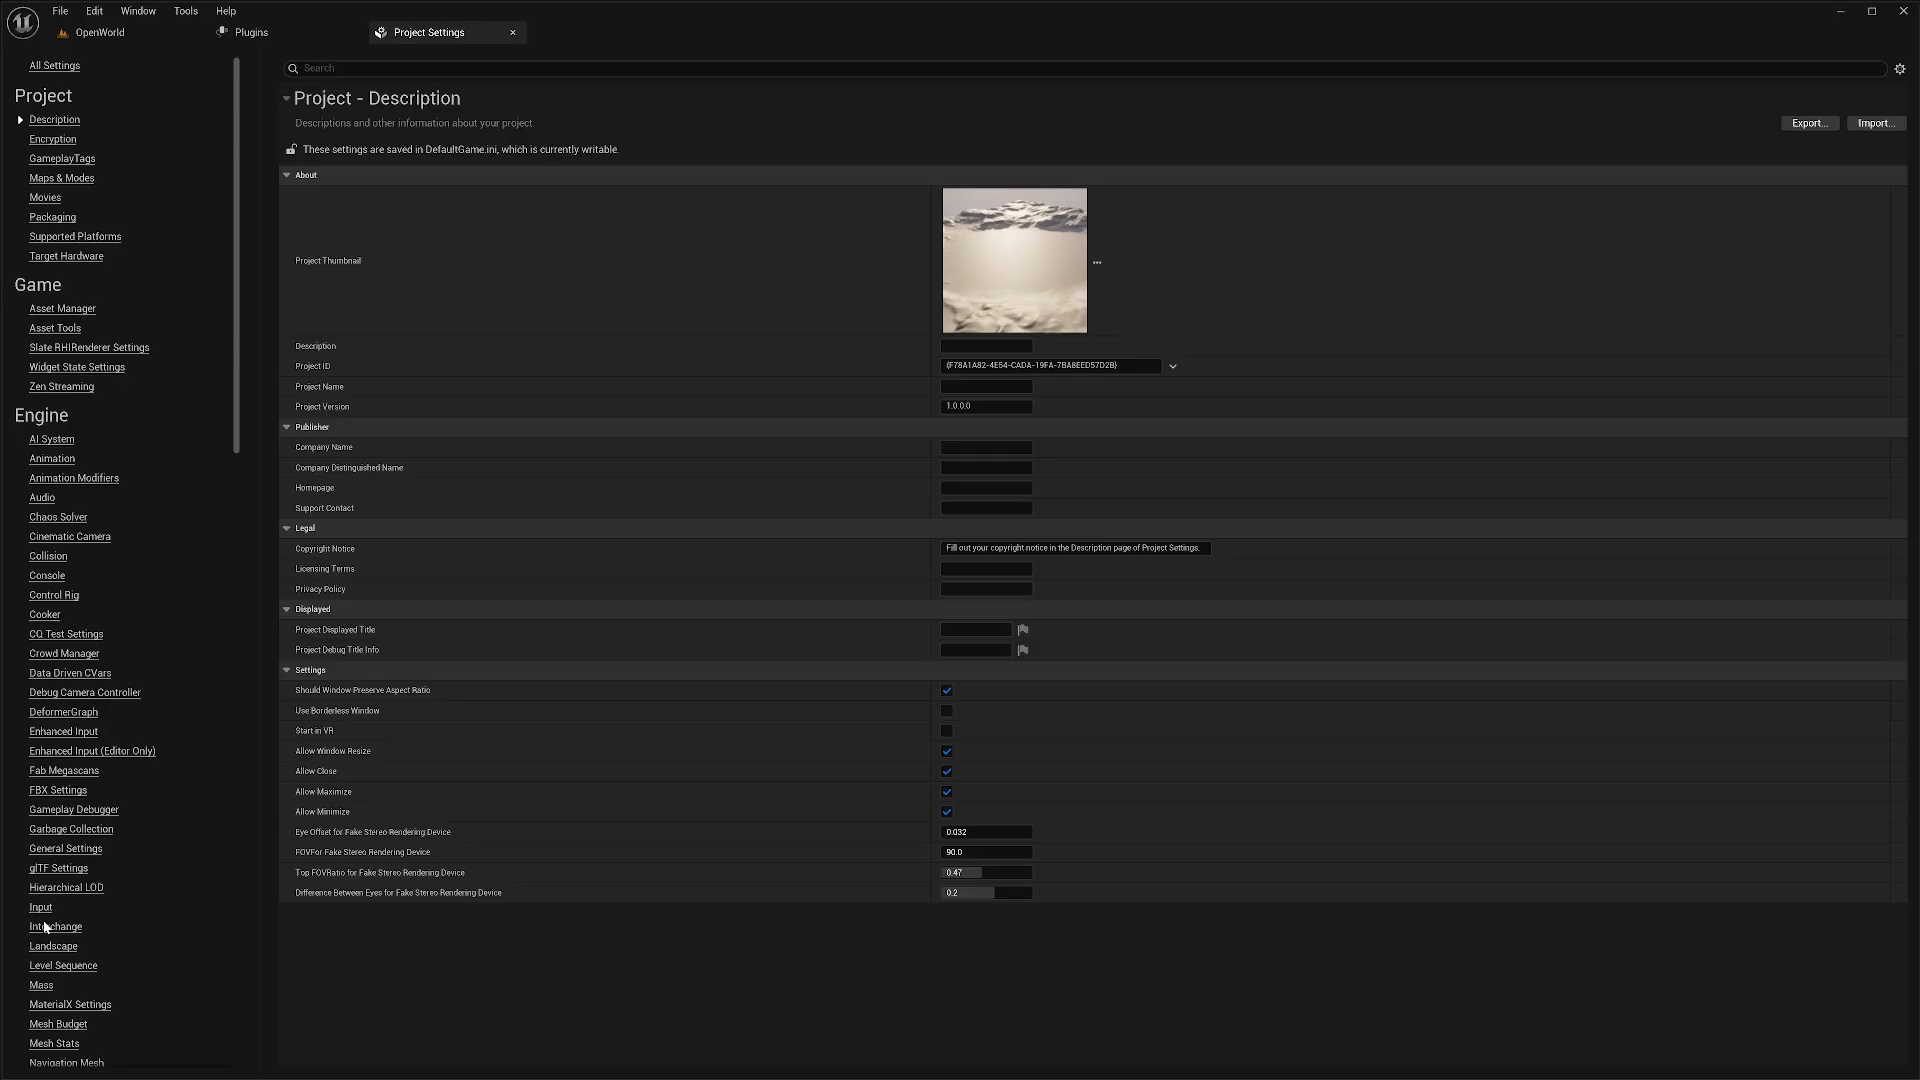 File Edit Window Tools Help
OpenWorld Plugins Project Settings
All Settings
Project
Description
Encryption
GameplayTags
Maps & Modes
Movies
Packaging
Supported Platforms
Target Hardware
Game
Asset Manager
Asset Tools
Slate RHIRenderer Settings
Widget State Settings
Zen Streaming
Engine
AI System
Animation
Animation Modifiers
Audio
Chaos Solver
Cinematic Camera
Collision
Console
Control Rig
Cooker
CQ Test Settings
Crowd Manager
Data Driven CVars
Debug Camera Controller
DeformerGraph
Enhanced Input
Enhanced Input (Editor Only)
Fab Megascans
FBX Settings
Gameplay Debugger
Garbage Collection
General Settings
glTF Settings
Hierarchical LOD
Input
Interchange
Landscape
Level Sequence
Mass
MaterialX Settings
Mesh Budget
Mesh Stats
Navigation Mesh
Search
Project - Description
Descriptions and other information about your project.
Export... Import...
These settings are saved in DefaultGame.ini, which is currently writable.
About
Project Thumbnail
Description
Project ID {F78A1A82-4E54-CADA-19FA-7BA8EED57D2B}
Project Name
Project Version 1.0.0.0
Publisher
Company Name
Company Distinguished Name
Homepage
Support Contact
Legal
Copyright Notice Fill out your copyright notice in the Description page of Project Settings.
Licensing Terms
Privacy Policy
Displayed
Project Displayed Title
Project Debug Title Info
Settings
Should Window Preserve Aspect Ratio
Use Borderless Window
Start in VR
Allow Window Resize
Allow Close
Allow Maximize
Allow Minimize
Eye Offset for Fake Stereo Rendering Device 0.032
FOVFor Fake Stereo Rendering Device 90.0
Top FOVRatio for Fake Stereo Rendering Device 0.47
Difference Between Eyes for Fake Stereo Rendering Device 0.2